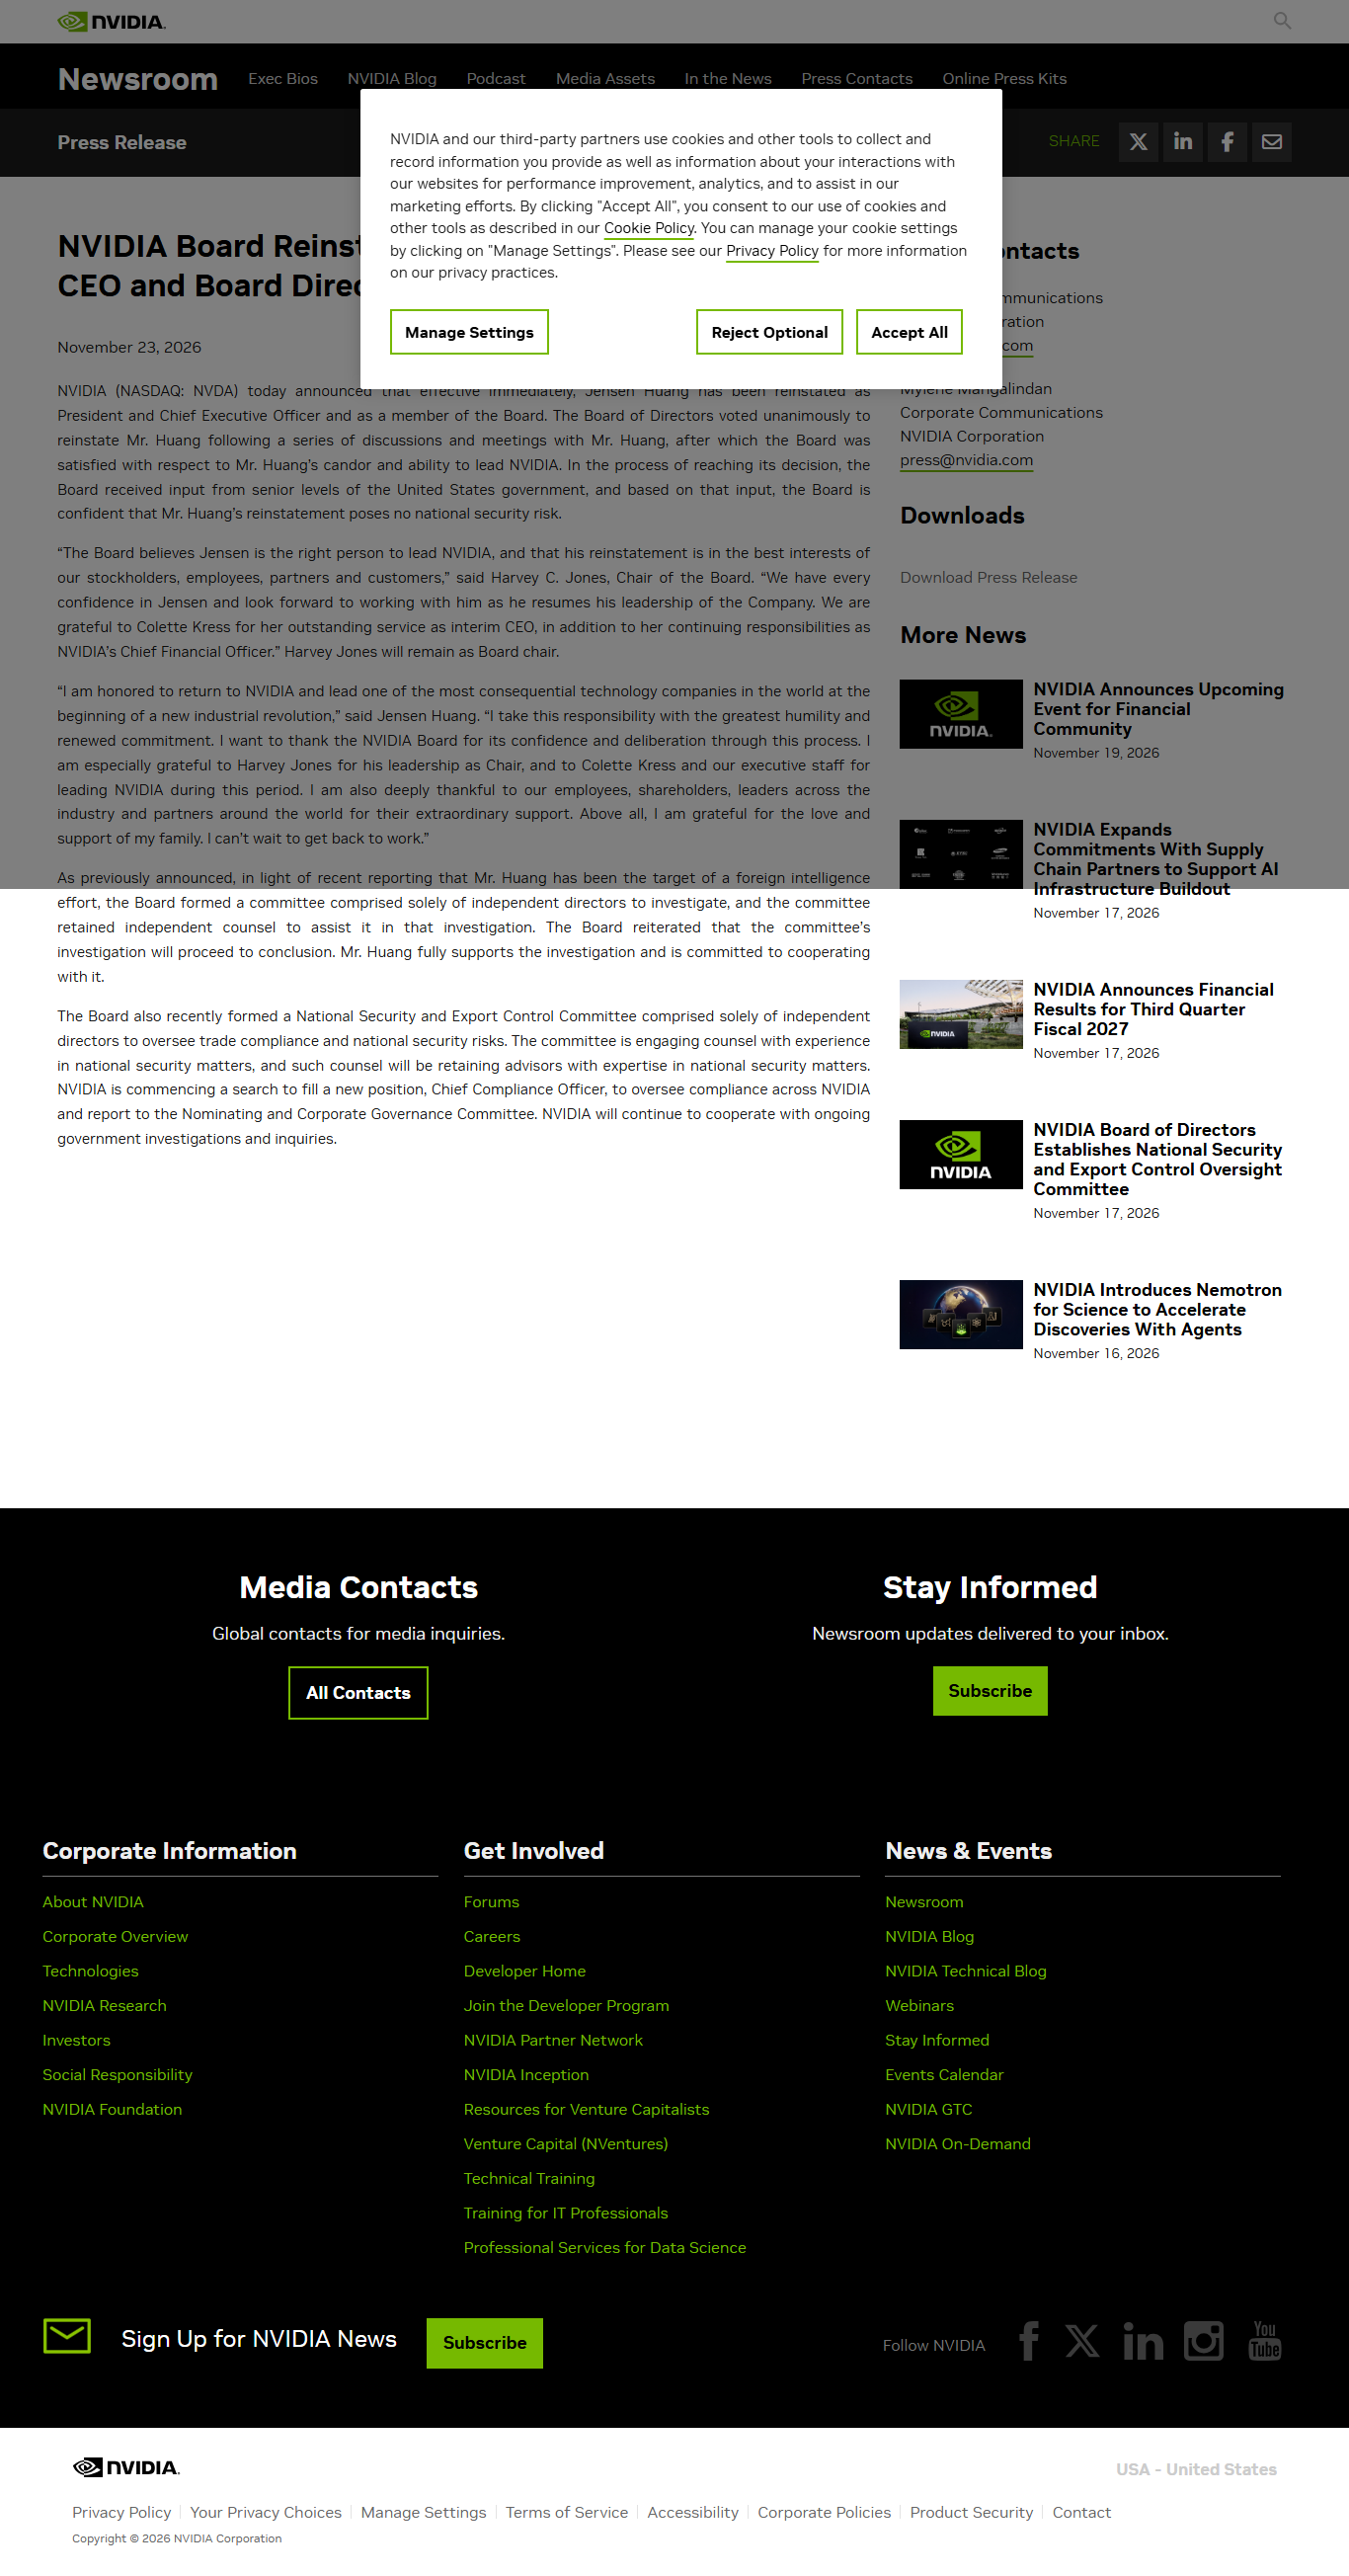 NVIDIA.
Newsroom
Exec Bios
NVIDIA Blog
Podcast
Media Assets
In the News
Press Contacts
Online Press Kits
Press Release
SHARE
NVIDIA and our third-party partners use cookies and other tools to collect and
record information you provide as well as information about your interactions with
our websites for performance improvement, analytics, and to assist in our
marketing efforts. By clicking "Accept All", you consent to our use of cookies and
other tools as described in our Cookie Policy. You can manage your cookie settings
by clicking on "Manage Settings". Please see our Privacy Policy for more information
on our privacy practices.
Manage Settings
Reject Optional
Accept All
NVIDIA Board
CEO and Board
November 23, 2026
NVIDIA (NASDAQ: NVDA) today announced that effective immediately, Jensen Huang has been reinstated as
President and Chief Executive Officer and as a member of the Board. The Board of Directors voted unanimously to
reinstate Mr. Huang following a series of discussions and meetings with Mr. Huang, after which the Board was
satisfied with respect to Mr. Huang’s candor and ability to lead NVIDIA. In the process of reaching its decision, the
Board received input from senior levels of the United States government, and based on that input, the Board is
confident that Mr. Huang’s reinstatement poses no national security risk.
“The Board believes Jensen is the right person to lead NVIDIA, and that his reinstatement is in the best interests of
our stockholders, employees, partners and customers,” said Harvey C. Jones, Chair of the Board. “We have every
confidence in Jensen and look forward to working with him as he resumes his leadership of the Company. We are
grateful to Colette Kress for her outstanding service as interim CEO, in addition to her continuing responsibilities as
NVIDIA’s Chief Financial Officer.” Harvey Jones will remain as Board chair.
“I am honored to return to NVIDIA and lead one of the most consequential technology companies in the world at the
beginning of a new industrial revolution,” said Jensen Huang. “I take this responsibility with the greatest humility and
renewed commitment. I want to thank the NVIDIA Board for its confidence and deliberation through this process. I
am especially grateful to Harvey Jones for his leadership as Chair, and to Colette Kress and our executive staff for
leading NVIDIA during this period. I am also deeply thankful to our employees, shareholders, leaders across the
industry and partners around the world for their extraordinary support. Above all, I am grateful for the love and
support of my family. I can’t wait to get back to work.”
As previously announced, in light of recent reporting that Mr. Huang has been the target of a foreign intelligence
effort, the Board formed a committee comprised solely of independent directors to investigate, and the committee
retained independent counsel to assist it in that investigation. The Board reiterated that the committee’s
investigation will proceed to conclusion. Mr. Huang fully supports the investigation and is committed to cooperating
with it.
The Board also recently formed a National Security and Export Control Committee comprised solely of independent
directors to oversee trade compliance and national security risks. The committee is engaging counsel with experience
in national security matters, and such counsel will be retaining advisors with expertise in national security matters.
NVIDIA is commencing a search to fill a new position, Chief Compliance Officer, to oversee compliance across NVIDIA
and report to the Nominating and Corporate Governance Committee. NVIDIA will continue to cooperate with ongoing
government investigations and inquiries.
Mylene Mangalindan
Corporate Communications
NVIDIA Corporation
press@nvidia.com
Downloads
Download Press Release
More News
NVIDIA.
NVIDIA Announces Upcoming
Event for Financial
Community
November 19, 2026
NVIDIA Expands
Commitments With Supply
Chain Partners to Support AI
Infrastructure Buildout
November 17, 2026
NVIDIA
NVIDIA Announces Financial
Results for Third Quarter
Fiscal 2027
November 17, 2026
NVIDIA
NVIDIA Board of Directors
Establishes National Security
and Export Control Oversight
Committee
November 17, 2026
NVIDIA Introduces Nemotron
for Science to Accelerate
Discoveries With Agents
November 16, 2026
Media Contacts
Global contacts for media inquiries.
All Contacts
Stay Informed
Newsroom updates delivered to your inbox.
Subscribe
Corporate Information
About NVIDIA
Corporate Overview
Technologies
NVIDIA Research
Investors
Social Responsibility
NVIDIA Foundation
Get Involved
Forums
Careers
Developer Home
Join the Developer Program
NVIDIA Partner Network
NVIDIA Inception
Resources for Venture Capitalists
Venture Capital (NVentures)
Technical Training
Training for IT Professionals
Professional Services for Data Science
News & Events
Newsroom
NVIDIA Blog
NVIDIA Technical Blog
Webinars
Stay Informed
Events Calendar
NVIDIA GTC
NVIDIA On-Demand
Sign Up for NVIDIA News
Subscribe
Follow NVIDIA
You
Tube
NVIDIA.
USA - United States
Privacy Policy
Your Privacy Choices
Manage Settings
Terms of Service
Accessibility
Corporate Policies
Product Security
Contact
Copyright © 2026 NVIDIA Corporation